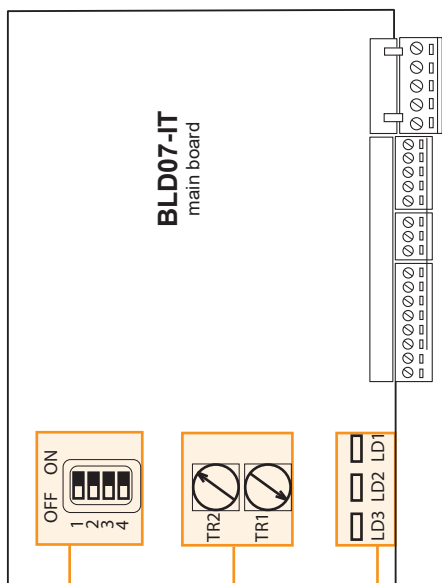 BLD07-IT
main board
OFF ON
1
2
3
4
TR2
TR1
LD3 LD2 LD1